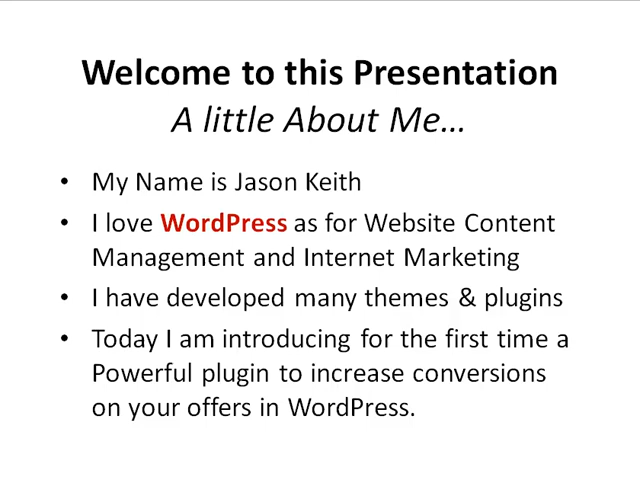 Welcome to this Presentation
A little About Me...
• My Name is Jason Keith
• I love WordPress as for Website Content
Management and Internet Marketing
• I have developed many themes & plugins
• Today I am introducing for the first time a
Powerful plugin to increase conversions
on your offers in WordPress.